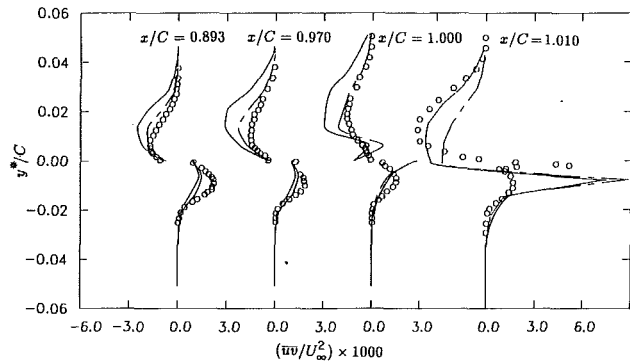 0.06
0.04
0.02
0.00
−0.02
−0.04
−0.06
y*/C
x/C = 0.893
x/C = 0.970
x/C = 1.000
x/C = 1.010
-6.0 -3.0 0.0 3.0 0.0 3.0 0.0 3.0 0.0 3.0 6.0
(u̅v̅/U²∞) × 1000